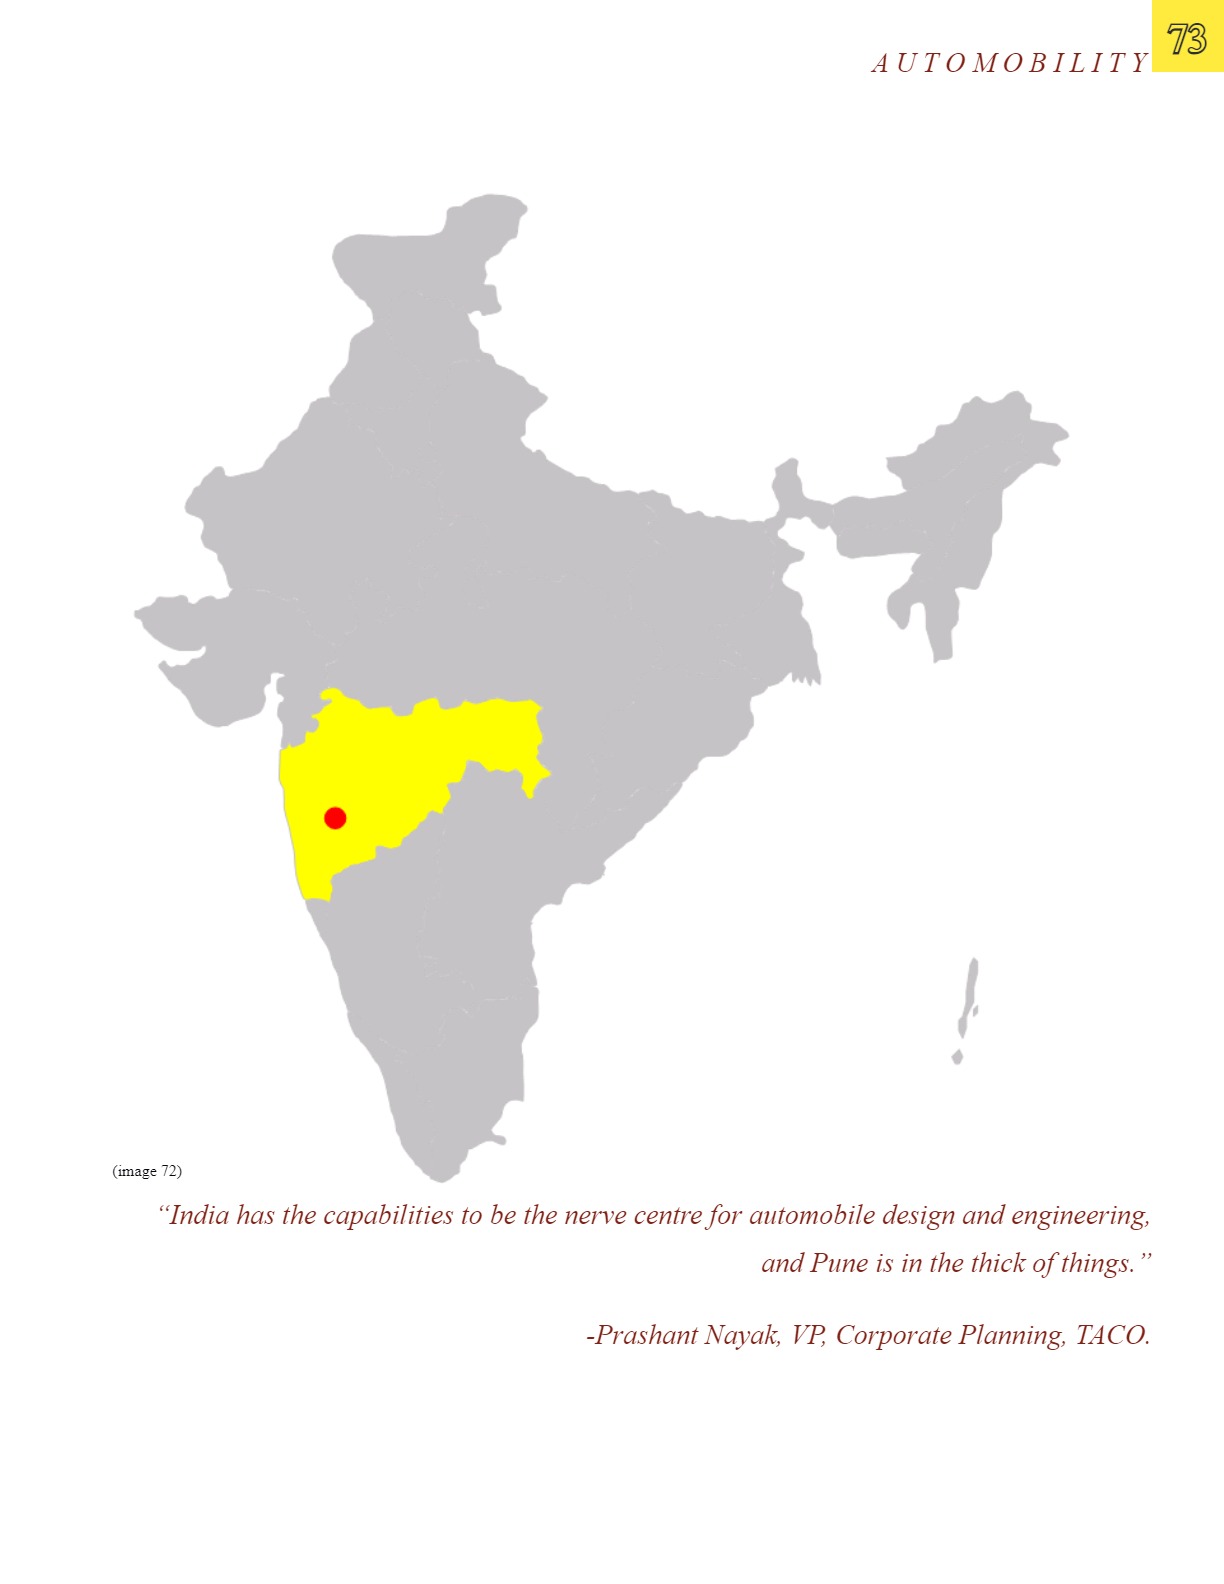 73
AUTOMOBILITY
(image 72)
“India has the capabilities to be the nerve centre for automobile design and engineering,
and Pune is in the thick of things.”
-Prashant Nayak, VP, Corporate Planning, TACO.